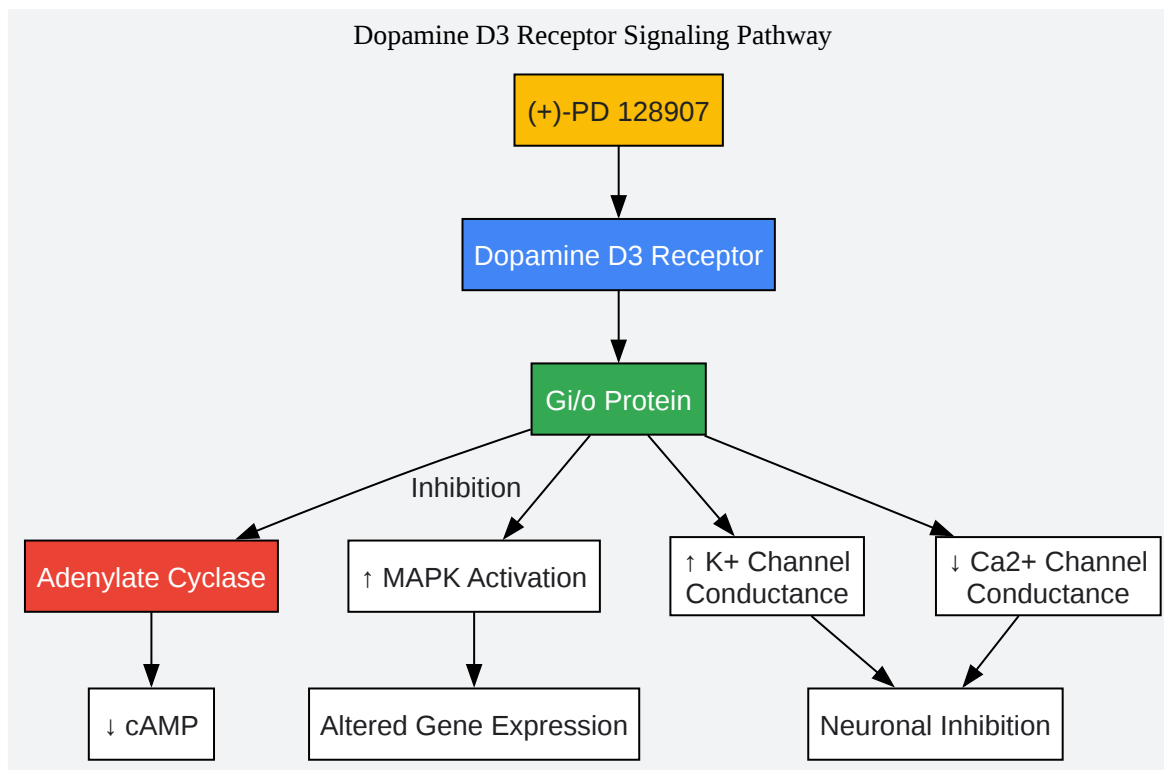 Dopamine D3 Receptor Signaling Pathway
(+)-PD 128907
Dopamine D3 Receptor
Gi/o Protein
Inhibition
Adenylate Cyclase
↑ MAPK Activation
↑ K+ Channel
Conductance
↓ Ca2+ Channel
Conductance
↓ cAMP
Altered Gene Expression
Neuronal Inhibition